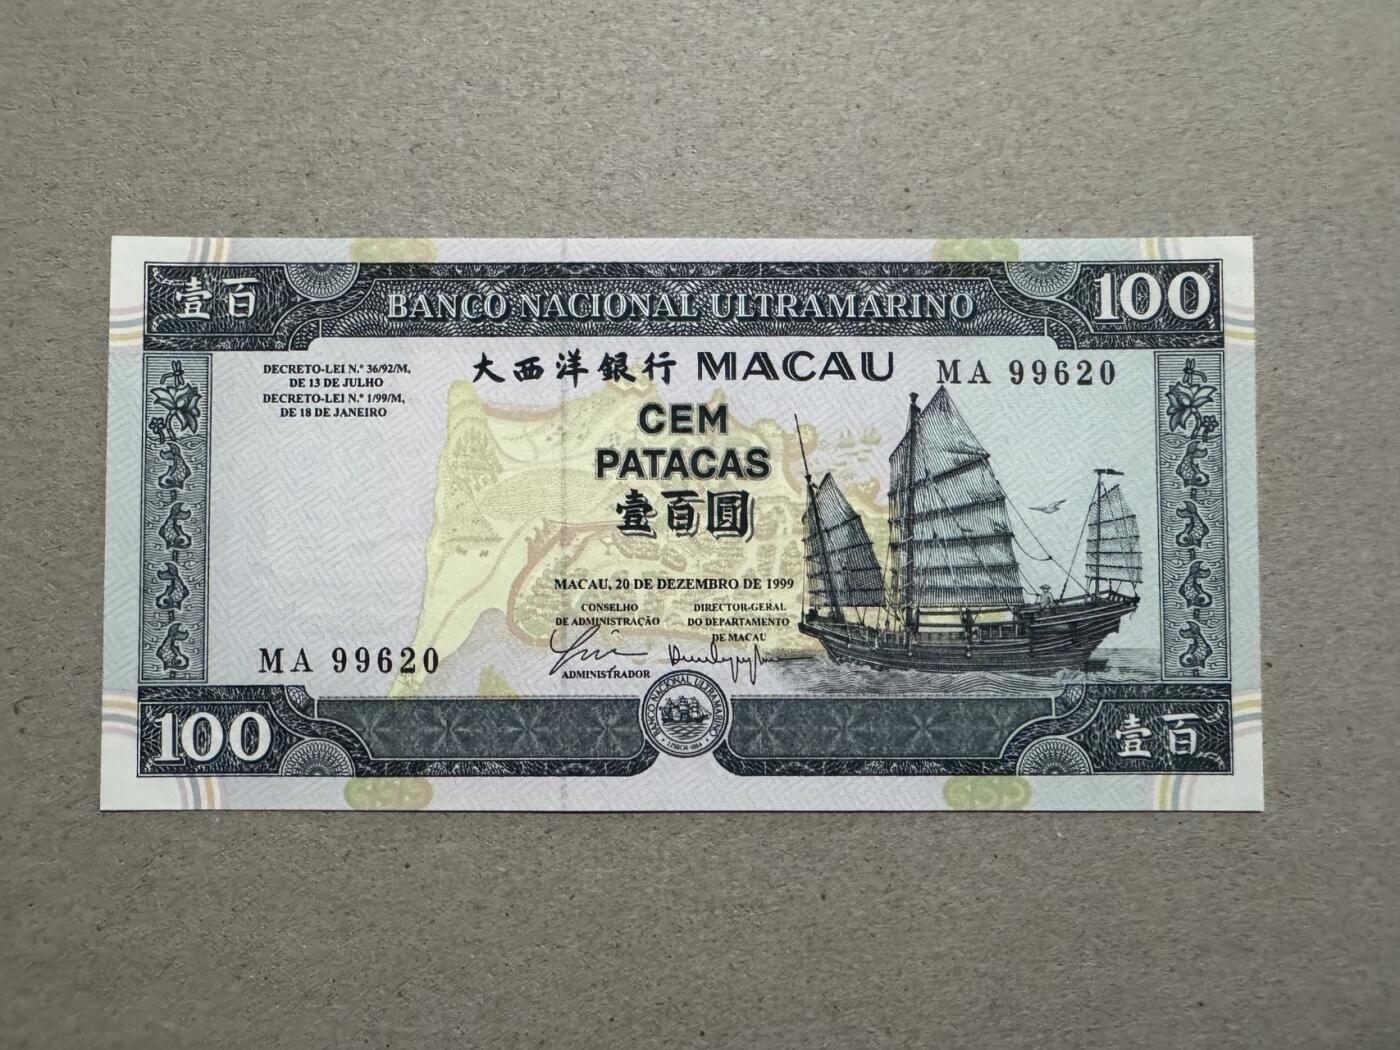 壹百
BANCO NACIONAL ULTRAMARINO
100
DECRETO-LEI N.º 36/92/M,
DE 13 DE JULHO
DECRETO-LEI N.º 1/99/M,
DE 18 DE JANEIRO
大西洋銀行 MACAU
MA 99620
CEM
PATACAS
壹百圓
MACAU, 20 DE DEZEMBRO DE 1999
CONSELHO
DE ADMINISTRAÇÃO
DIRECTOR-GERAL
DO DEPARTAMENTO
DE MACAU
ADMINISTRADOR
MA 99620
100
BANCO NACIONAL ULTRAMARINO
LISBOA 1864
壹百